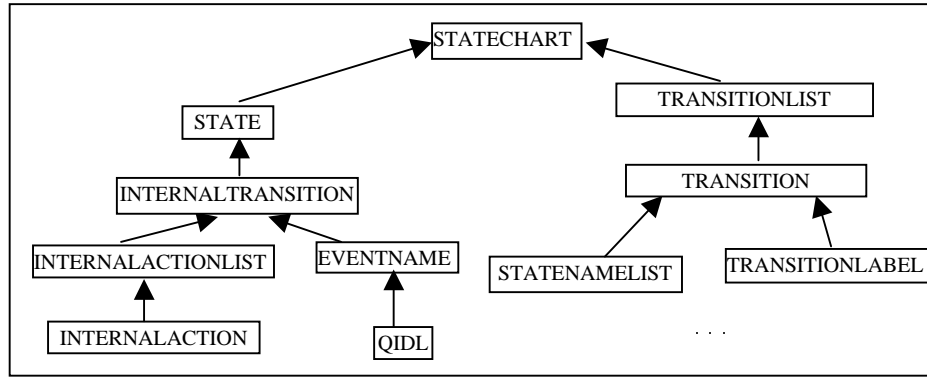 STATECHART
TRANSITIONLIST
STATE
TRANSITION
INTERNALTRANSITION
INTERNALACTIONLIST
EVENTNAME
STATENAMELIST
TRANSITIONLABEL
INTERNALACTION
QIDL
. . .